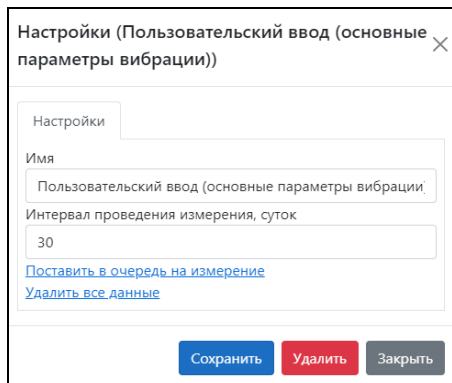 Настройки (Пользовательский ввод (основные
параметры вибрации))
Настройки
Имя
Пользовательский ввод (основные параметры вибрации
Интервал проведения измерения, суток
30
Поставить в очередь на измерение
Удалить все данные
Сохранить Удалить Закрыть